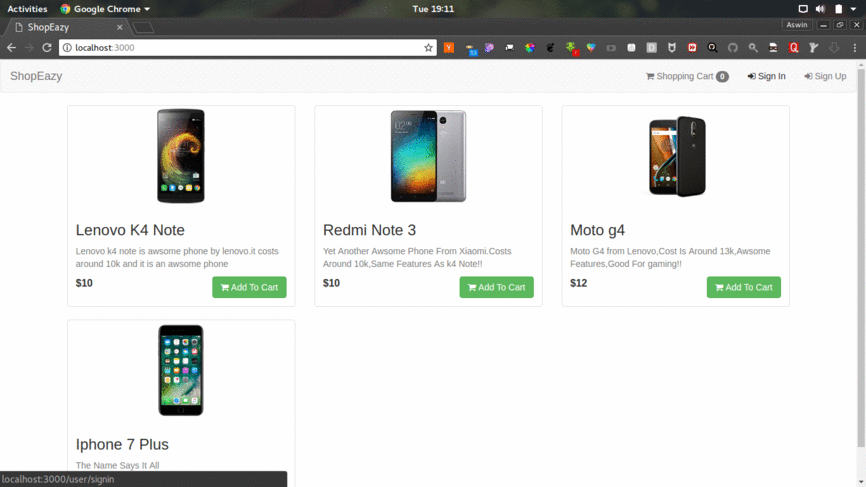 Activities Google Chrome Tue 19:11
ShopEazy Aswin
localhost:3000
ShopEazy Shopping Cart 0 Sign In Sign Up
Lenovo K4 Note
Lenovo k4 note is awsome phone by lenovo.it costs
around 10k and it is an awsome phone
$10 Add To Cart
Redmi Note 3
Yet Another Awsome Phone From Xiaomi.Costs
Around 10k,Same Features As k4 Note!!
$10 Add To Cart
Moto g4
Moto G4 from Lenovo,Cost Is Around 13k,Awsome
Features,Good For gaming!!
$12 Add To Cart
Iphone 7 Plus
The Name Says It All
localhost:3000/user/signin